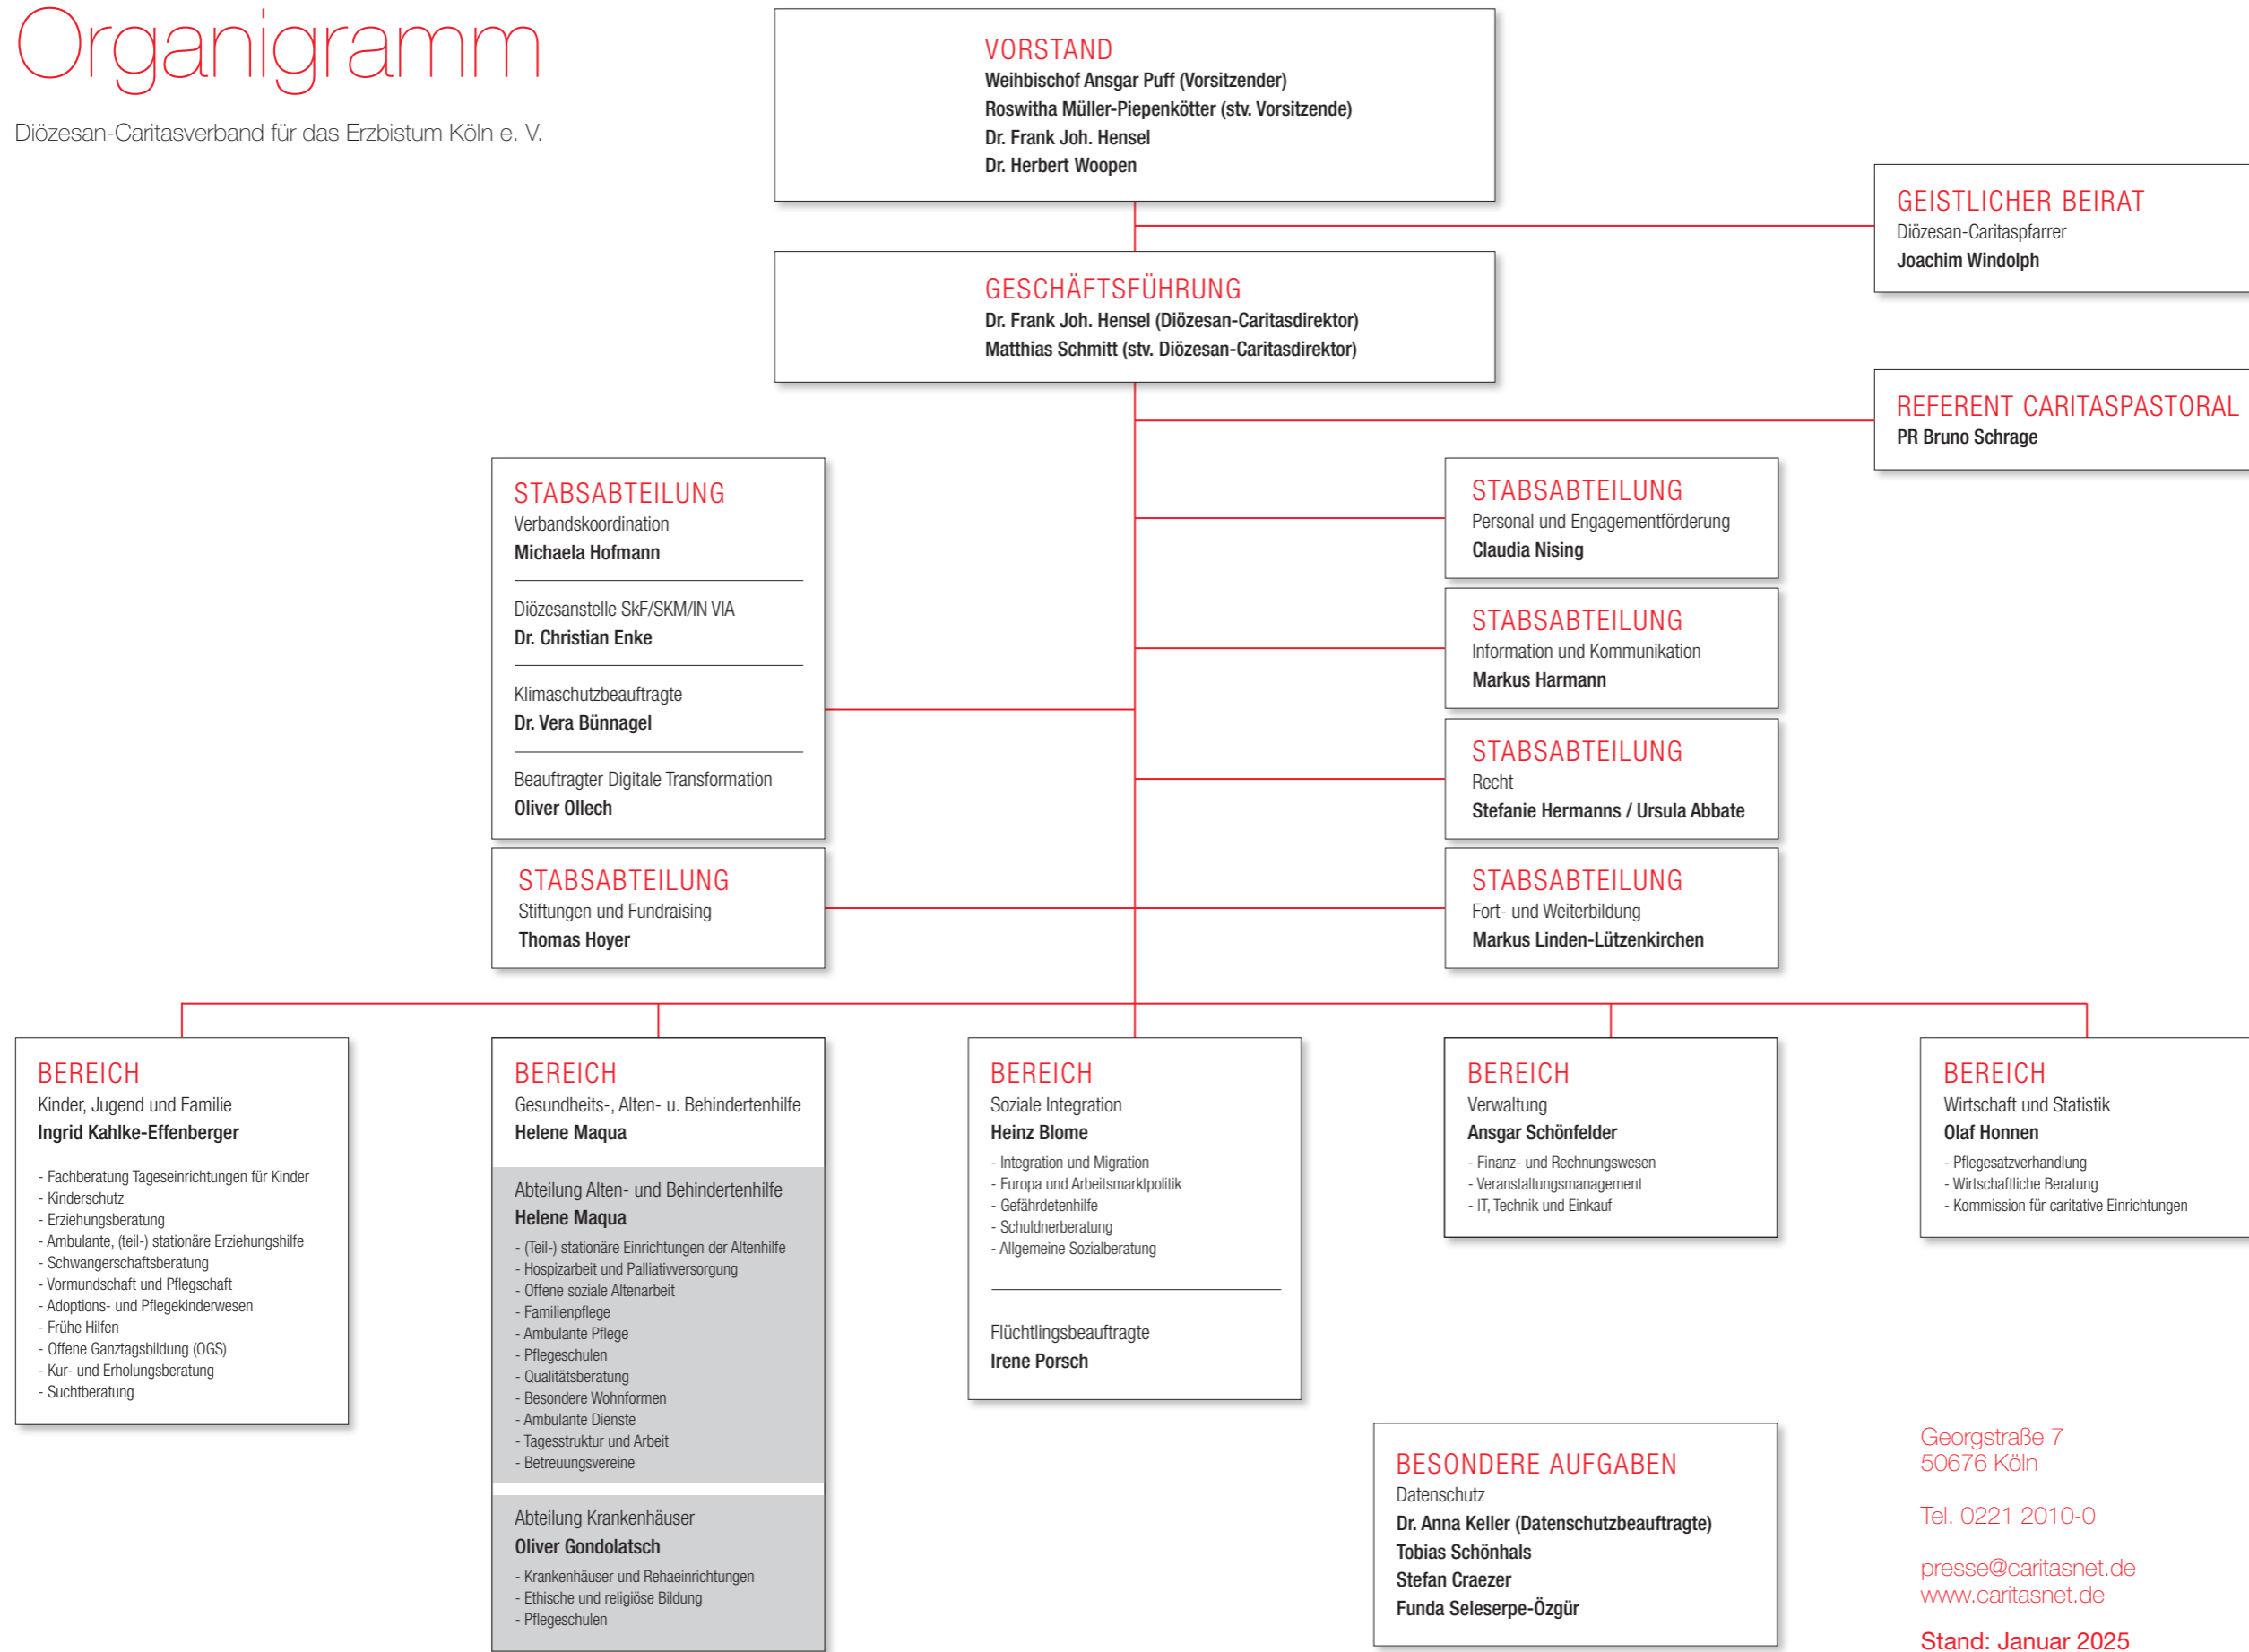 Organigramm
Diözesan-Caritasverband für das Erzbistum Köln e. V.
VORSTAND
Weihbischof Ansgar Puff (Vorsitzender)
Roswitha Müller-Piepenkötter (stv. Vorsitzende)
Dr. Frank Joh. Hensel
Dr. Herbert Woopen
GEISTLICHER BEIRAT
Diözesan-Caritaspfarrer
Joachim Windolph
GESCHÄFTSFÜHRUNG
Dr. Frank Joh. Hensel (Diözesan-Caritasdirektor)
Matthias Schmitt (stv. Diözesan-Caritasdirektor)
REFERENT CARITASPASTORAL
PR Bruno Schrage
STABSABTEILUNG
Verbandskoordination
Michaela Hofmann
Diözesanstelle SkF/SKM/IN VIA
Dr. Christian Enke
Klimaschutzbeauftragte
Dr. Vera Bünnagel
Beauftragter Digitale Transformation
Oliver Ollech
STABSABTEILUNG
Stiftungen und Fundraising
Thomas Hoyer
STABSABTEILUNG
Personal und Engagementförderung
Claudia Nising
STABSABTEILUNG
Information und Kommunikation
Markus Harmann
STABSABTEILUNG
Recht
Stefanie Hermanns / Ursula Abbate
STABSABTEILUNG
Fort- und Weiterbildung
Markus Linden-Lützenkirchen
BEREICH
Kinder, Jugend und Familie
Ingrid Kahlke-Effenberger
- Fachberatung Tageseinrichtungen für Kinder
- Kinderschutz
- Erziehungsberatung
- Ambulante, (teil-) stationäre Erziehungshilfe
- Schwangerschaftsberatung
- Vormundschaft und Pflegschaft
- Adoptions- und Pflegekinderwesen
- Frühe Hilfen
- Offene Ganztagsbildung (OGS)
- Kur- und Erholungsberatung
- Suchtberatung
BEREICH
Gesundheits-, Alten- u. Behindertenhilfe
Helene Maqua
Abteilung Alten- und Behindertenhilfe
Helene Maqua
- (Teil-) stationäre Einrichtungen der Altenhilfe
- Hospizarbeit und Palliativversorgung
- Offene soziale Altenarbeit
- Familienpflege
- Ambulante Pflege
- Pflegeschulen
- Qualitätsberatung
- Besondere Wohnformen
- Ambulante Dienste
- Tagesstruktur und Arbeit
- Betreuungsvereine
Abteilung Krankenhäuser
Oliver Gondolatsch
- Krankenhäuser und Rehaeinrichtungen
- Ethische und religiöse Bildung
- Pflegeschulen
BEREICH
Soziale Integration
Heinz Blome
- Integration und Migration
- Europa und Arbeitsmarktpolitik
- Gefährdetenhilfe
- Schuldnerberatung
- Allgemeine Sozialberatung
Flüchtlingsbeauftragte
Irene Porsch
BEREICH
Verwaltung
Ansgar Schönfelder
- Finanz- und Rechnungswesen
- Veranstaltungsmanagement
- IT, Technik und Einkauf
BEREICH
Wirtschaft und Statistik
Olaf Honnen
- Pflegesatzverhandlung
- Wirtschaftliche Beratung
- Kommission für caritative Einrichtungen
BESONDERE AUFGABEN
Datenschutz
Dr. Anna Keller (Datenschutzbeauftragte)
Tobias Schönhals
Stefan Craezer
Funda Seleserpe-Özgür
Georgstraße 7
50676 Köln
Tel. 0221 2010-0
presse@caritasnet.de
www.caritasnet.de
Stand: Januar 2025